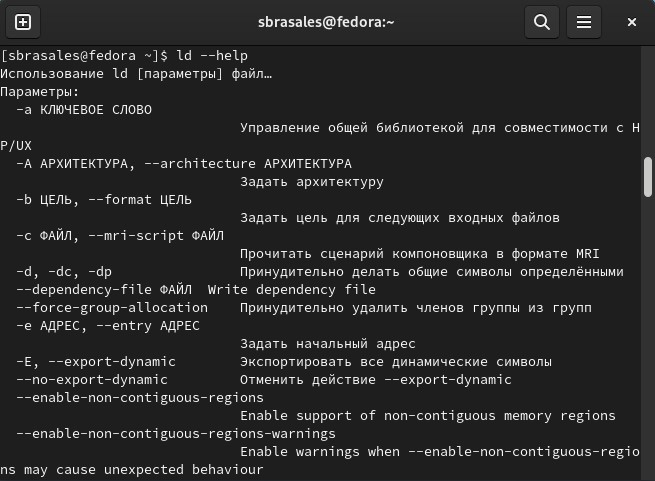 sbrasales@fedora:~
[sbrasales@fedora ~]$ ld --help
Использование ld [параметры] файл…
Параметры:
  -a КЛЮЧЕВОЕ СЛОВО
                              Управление общей библиотекой для совместимости с H
P/UX
  -A АРХИТЕКТУРА, --architecture АРХИТЕКТУРА
                              Задать архитектуру
  -b ЦЕЛЬ, --format ЦЕЛЬ
                              Задать цель для следующих входных файлов
  -c ФАЙЛ, --mri-script ФАЙЛ
                              Прочитать сценарий компоновщика в формате MRI
  -d, -dc, -dp                Принудительно делать общие символы определёнными
  --dependency-file ФАЙЛ  Write dependency file
  --force-group-allocation    Принудительно удалить членов группы из групп
  -e АДРЕС, --entry АДРЕС
                              Задать начальный адрес
  -E, --export-dynamic        Экспортировать все динамические символы
  --no-export-dynamic         Отменить действие --export-dynamic
  --enable-non-contiguous-regions
                              Enable support of non-contiguous memory regions
  --enable-non-contiguous-regions-warnings
                              Enable warnings when --enable-non-contiguous-regio
ns may cause unexpected behaviour